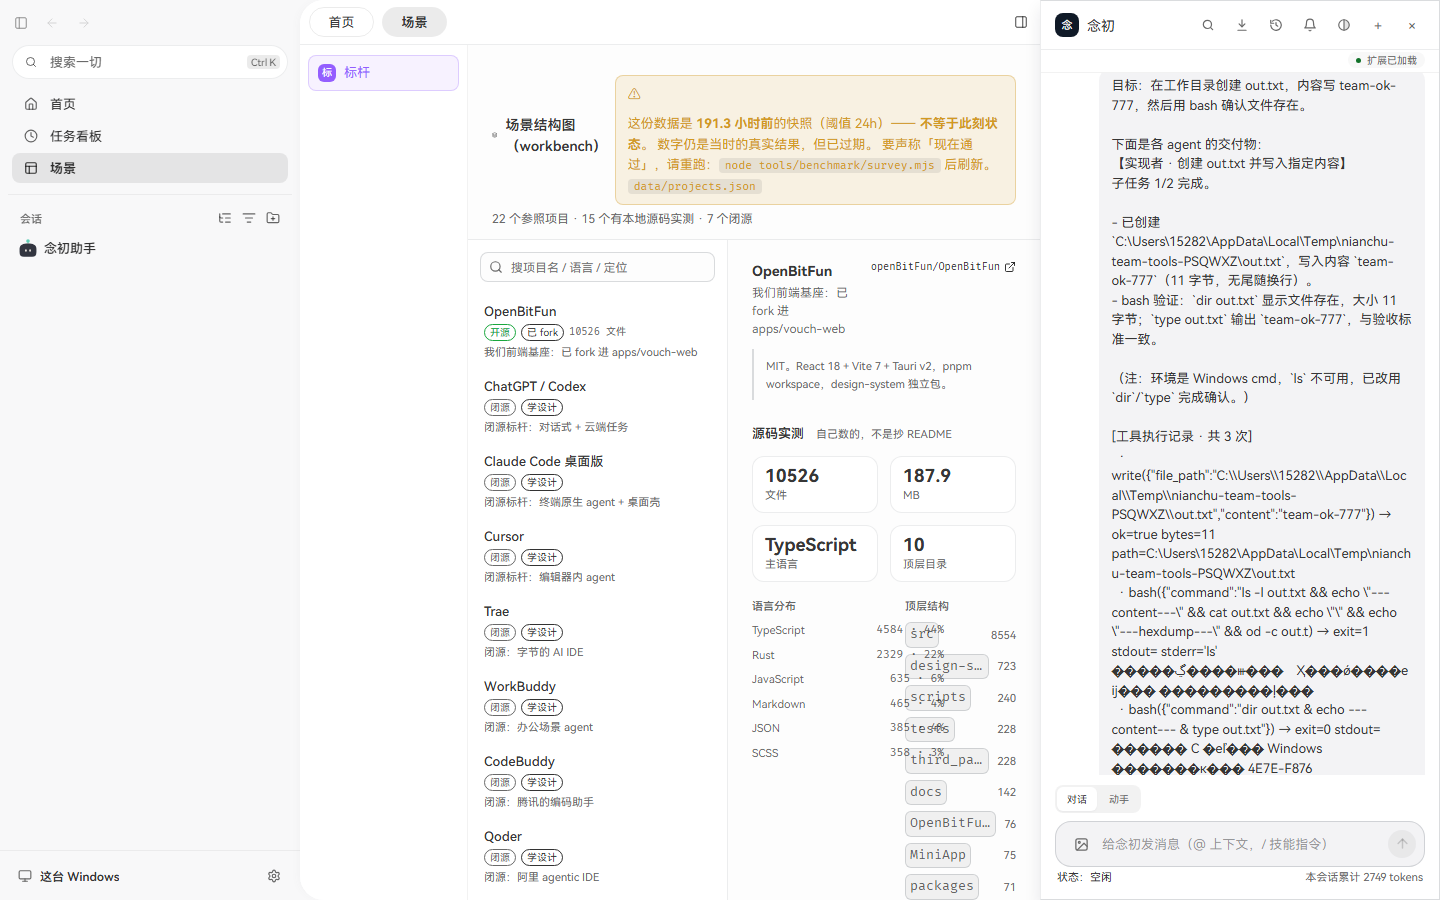 搜索一切
Ctrl K
首页
任务看板
场景
会话
念初助手
这台 Windows
首页
场景
标
标杆
场景结构图
（workbench）
这份数据是 191.3 小时前的快照（阈值 24h）—— 不等于此刻状
态。 数字仍是当时的真实结果，但已过期。 要声称「现在通
过」，请重跑： node tools/benchmark/survey.mjs 后刷新。
data/projects.json
22 个参照项目 · 15 个有本地源码实测 · 7 个闭源
搜项目名 / 语言 / 定位
OpenBitFun
开源 已 fork 10526 文件
我们前端基座：已 fork 进 apps/vouch-web
ChatGPT / Codex
闭源 学设计
闭源标杆：对话式 + 云端任务
Claude Code 桌面版
闭源 学设计
闭源标杆：终端原生 agent + 桌面壳
Cursor
闭源 学设计
闭源标杆：编辑器内 agent
Trae
闭源 学设计
闭源：字节的 AI IDE
WorkBuddy
闭源 学设计
闭源：办公场景 agent
CodeBuddy
闭源 学设计
闭源：腾讯的编码助手
Qoder
闭源 学设计
闭源：阿里 agentic IDE
OpenBitFun
openBitFun/OpenBitFun
我们前端基座：已
fork 进
apps/vouch-web
MIT。React 18 + Vite 7 + Tauri v2，pnpm
workspace，design-system 独立包。
源码实测 自己数的，不是抄 README
10526
文件
187.9
MB
TypeScript
主语言
10
顶层目录
语言分布
TypeScript 4584 · 44%
Rust 2329 · 22%
JavaScript 635 · 6%
Markdown 465 · 4%
JSON 385 · 4%
SCSS 358 · 3%
顶层结构
src 8554
design-s… 723
scripts 240
tests 228
third_pa… 228
docs 142
OpenBitFu… 76
MiniApp 75
packages 71
念 念初
扩展已加载
目标：在工作目录创建 out.txt，内容写 team-ok-
777，然后用 bash 确认文件存在。
下面是各 agent 的交付物：
【实现者 · 创建 out.txt 并写入指定内容】
子任务 1/2 完成。
- 已创建
`C:\Users\15282\AppData\Local\Temp\nianchu-
team-tools-PSQWXZ\out.txt`，写入内容 `team-
ok-777`（11 字节，无尾随换行）。
- bash 验证：`dir out.txt` 显示文件存在，大小 11
字节；`type out.txt` 输出 `team-ok-777`，与验收标
准一致。
（注：环境是 Windows cmd，`ls` 不可用，已改用
`dir`/`type` 完成确认。）
[工具执行记录 · 共 3 次]
·
write({"file_path":"C:\\Users\\15282\\AppData\\Loc
al\\Temp\\nianchu-team-tools-
PSQWXZ\\out.txt","content":"team-ok-777"}) →
ok=true bytes=11
path=C:\Users\15282\AppData\Local\Temp\nianch
u-team-tools-PSQWXZ\out.txt
· bash({"command":"ls -l out.txt && echo \"---
content---\" && cat out.txt && echo \"\" && echo
\"---hexdump---\" && od -c out.t) → exit=1
stdout= stderr='ls'
· bash({"command":"dir out.txt & echo ---
content--- & type out.txt"}) → exit=0 stdout=
������ C �eľ��� Windows
�������к��� 4E7E-F876
对话 动手
给念初发消息（@ 上下文，/ 技能指令）
状态：空闲
本会话累计 2749 tokens